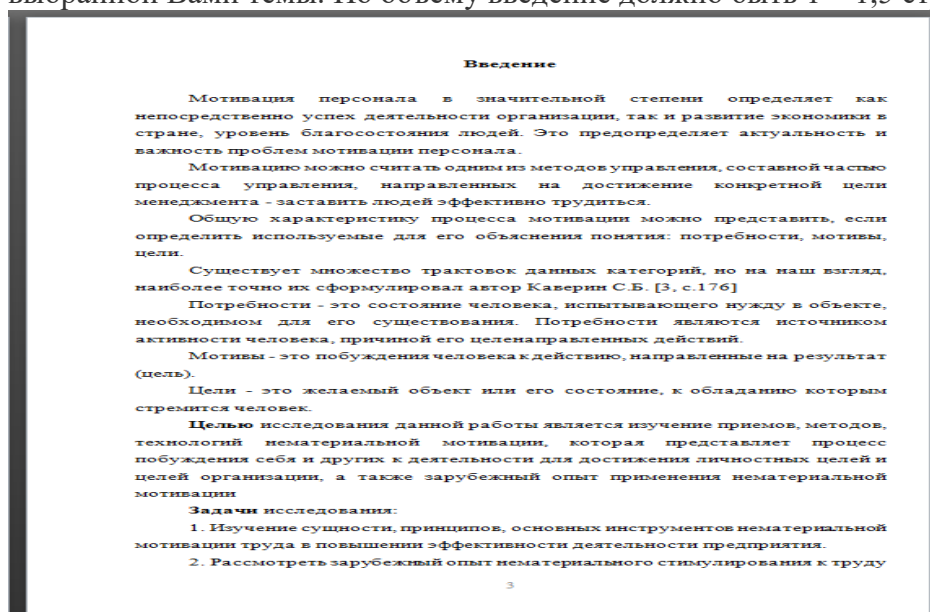 выбранной Вами темы. По объему введение должно быть 1 – 1,5 ст
Введение
Мотивация персонала в значительной степени определяет как
непосредственно успех деятельности организации, так и развитие экономики в
стране, уровень благосостояния людей. Это предопределяет актуальность и
важность проблем мотивации персонала.
Мотивацию можно считать одним из методов управления, составной частью
процесса управления, направленных на достижение конкретной цели
менеджмента - заставить людей эффективно трудиться.
Общую характеристику процесса мотивации можно представить, если
определить используемые для его объяснения понятия: потребности, мотивы,
цели.
Существует множество трактовок данных категорий, но на наш взгляд,
наиболее точно их сформулировал автор Каверин С.Б. [3, с.176]
Потребности - это состояние человека, испытывающего нужду в объекте,
необходимом для его существования. Потребности являются источником
активности человека, причиной его целенаправленных действий.
Мотивы - это побуждения человека к действию, направленные на результат
(цель).
Цели - это желаемый объект или его состояние, к обладанию которым
стремится человек.
Целью исследования данной работы является изучение приемов, методов,
технологий нематериальной мотивации, которая представляет процесс
побуждения себя и других к деятельности для достижения личностных целей и
целей организации, а также зарубежный опыт применения нематериальной
мотивации
Задачи исследования:
1. Изучение сущности, принципов, основных инструментов нематериальной
мотивации труда в повышении эффективности деятельности предприятия.
2. Рассмотреть зарубежный опыт нематериального стимулирования к труду
3